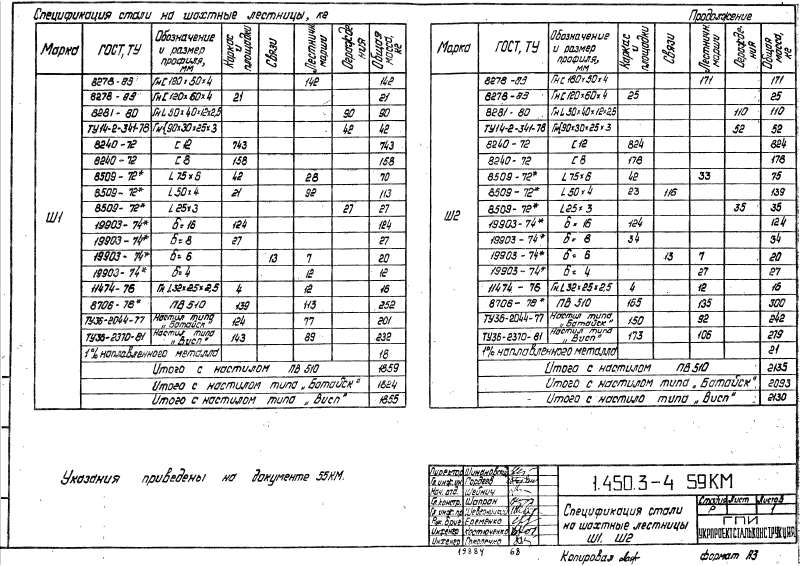 Спецификация стали на шахтные лестницы, кг
Марка ГОСТ, ТУ Обозначение и размер профиля, мм Каркас и площадки Связи Лестничн. марши Огражде-ния Общая масса, кг
Ш1
8278-83 Гн С 180×50×4 142 142
8278-83 Гн С 120×60×4 21 21
8281-80 Гн L 50×40×12×2,5 90 90
ТУ14-2-341-78 Гн[90×30×25×3 42 42
8240-72 С 12 743 743
8240-72 С 8 158 158
8509-72* L 75×6 42 28 70
8509-72* L 50×4 21 92 113
8509-72* L 25×3 27 27
19903-74* δ=16 124 124
19903-74* δ=8 27 27
19903-74* δ=6 13 7 20
19903-74* δ=4 12 12
11474-76 Гн L 32×25×2,5 4 12 16
8706-78* ПВ 510 139 113 252
ТУ36-2044-77 Настил типа „Батайск" 124 77 201
ТУ36-2370-81 Настил типа „Висп" 143 89 232
1% наплавленного металла 18
Итого с настилом ПВ 510 1859
Итого с настилом типа „Батайск" 1824
Итого с настилом типа „Висп" 1855
Продолжение
Марка ГОСТ, ТУ Обозначение и размер профиля, мм Каркас и площадки Связи Лестничн. марши Огражде-ния Общая масса, кг
Ш2
8278-83 Гн С 180×50×4 171 171
8278-83 Гн С 120×60×4 25 25
8281-80 Гн L 50×40×12×2,5 110 110
ТУ14-2-341-78 Гн[90×30×25×3 52 52
8240-72 С 12 824 824
8240-72 С 8 178 178
8509-72* L 75×6 42 33 75
8509-72* L 50×4 23 116 139
8509-72* L 25×3 35 35
19903-74* δ=16 124 124
19903-74* δ=8 34 34
19903-74* δ=6 13 7 20
19903-74* δ=4 27 27
11474-76 Гн L 32×25×2,5 4 12 16
8706-78* ПВ 510 165 135 300
ТУ36-2044-77 Настил типа „Батайск" 150 92 242
ТУ36-2370-81 Настил типа „Висп" 173 106 279
1% наплавленного металла 21
Итого с настилом ПВ 510 2135
Итого с настилом типа „Батайск" 2093
Итого с настилом типа „Висп" 2130
Указания приведены на документе 55КМ.
Директор
Гл. инж. ин. Гордеев
Нач. отд. Шейнич
Гл. констр. Шапран
Гл. инж. пр.
Рук. бриг. Еременко
Инженер Костюченко
Инженер
1.450.3-4 59КМ
Спецификация стали
на шахтные лестницы
Ш1, Ш2
Стадия Лист Листов
Р 1
ГПИ
УКРПРОЕКТСТАЛЬКОНСТРУКЦИЯ
19884 68
Копировал
формат А3